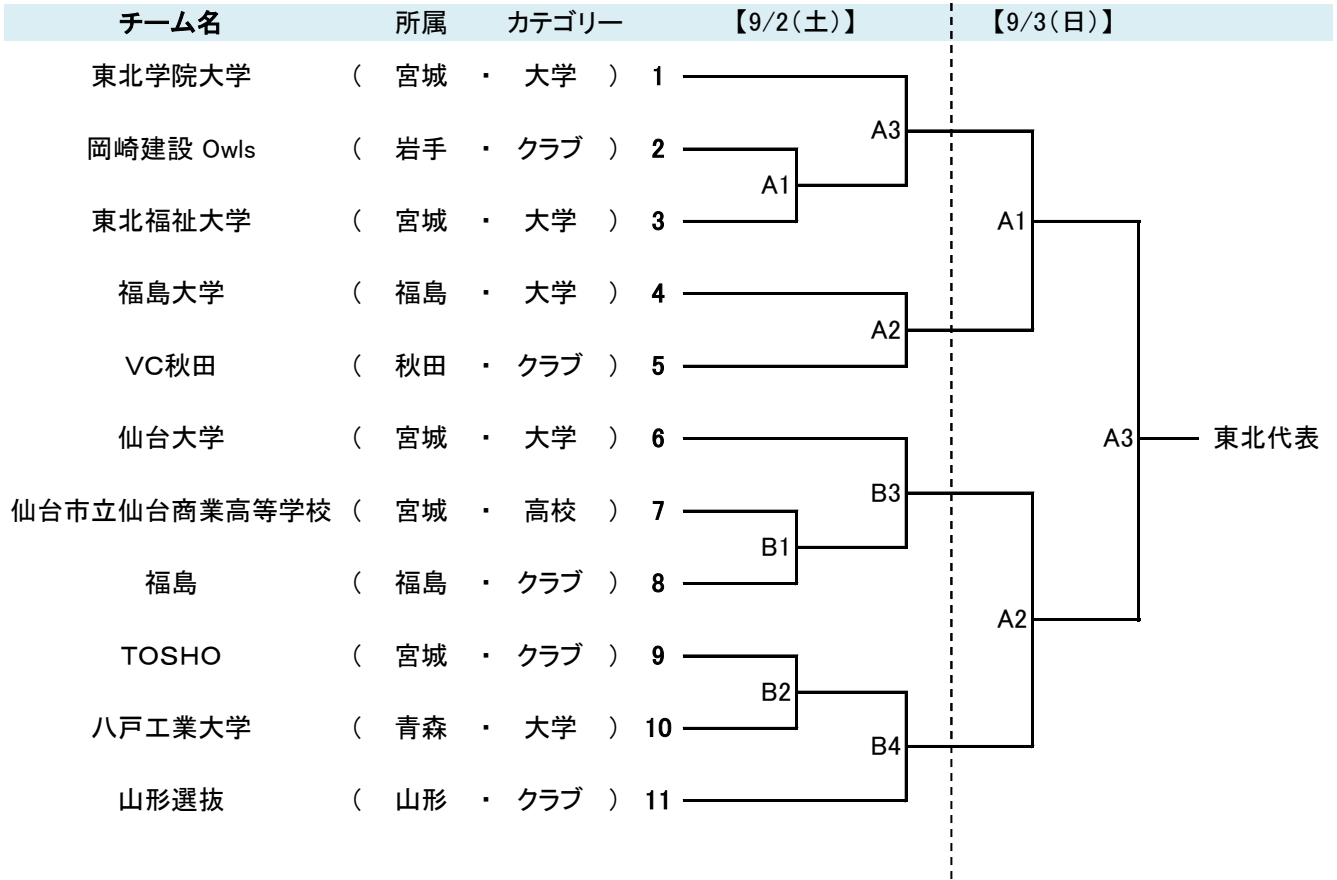 チーム名 所属 カテゴリー 【9/2(土)】 【9/3(日)】
東北学院大学 ( 宮城 ・ 大学 ) 1
A3
岡崎建設 Owls ( 岩手 ・ クラブ ) 2
A1
東北福祉大学 ( 宮城 ・ 大学 ) 3
A1
福島大学 ( 福島 ・ 大学 ) 4
A2
VC秋田 ( 秋田 ・ クラブ ) 5
仙台大学 ( 宮城 ・ 大学 ) 6
A3 東北代表
B3
仙台市立仙台商業高等学校 ( 宮城 ・ 高校 ) 7
B1
福島 ( 福島 ・ クラブ ) 8
A2
TOSHO ( 宮城 ・ クラブ ) 9
B2
八戸工業大学 ( 青森 ・ 大学 ) 10
B4
山形選抜 ( 山形 ・ クラブ ) 11